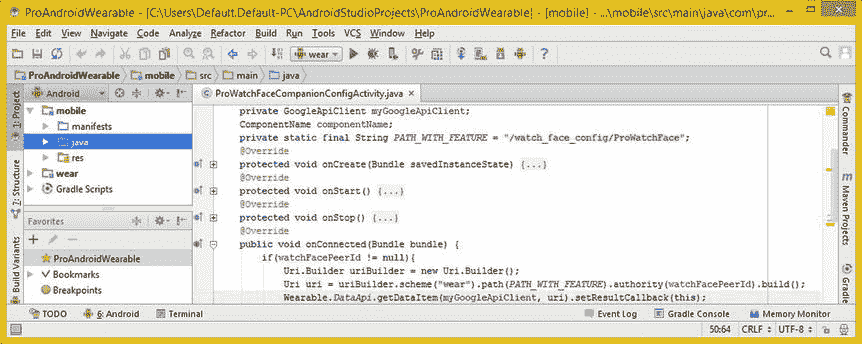 ProAndroidWearable - [C:\Users\Default.Default-PC\AndroidStudioProjects\ProAndroidWearable] - [mobile] - ...\mobile\src\main\java\com\pr...
File Edit View Navigate Code Analyze Refactor Build Run Tools VCS Window Help
wear
ProAndroidWearable mobile src main java
Android
ProWatchFaceCompanionConfigActivity.java
1: Project
7: Structure
Build Variants
mobile
manifests
java
res
wear
Gradle Scripts
Favorites
ProAndroidWearable
Bookmarks
Breakpoints
private GoogleApiClient myGoogleApiClient;
ComponentName componentName;
private static final String PATH_WITH_FEATURE = "/watch_face_config/ProWatchFace";
@Override
protected void onCreate(Bundle savedInstanceState) {...}
@Override
protected void onStart() {...}
@Override
protected void onStop() {...}
@Override
public void onConnected(Bundle bundle) {
if(watchFacePeerId != null){
Uri.Builder uriBuilder = new Uri.Builder();
Uri uri = uriBuilder.scheme("wear").path(PATH_WITH_FEATURE).authority(watchFacePeerId).build();
Wearable.DataApi.getDataItem(myGoogleApiClient, uri).setResultCallback(this);
Commander
Maven Projects
Gradle
TODO 6: Android Terminal Event Log Gradle Console Memory Monitor
50:64 CRLF UTF-8